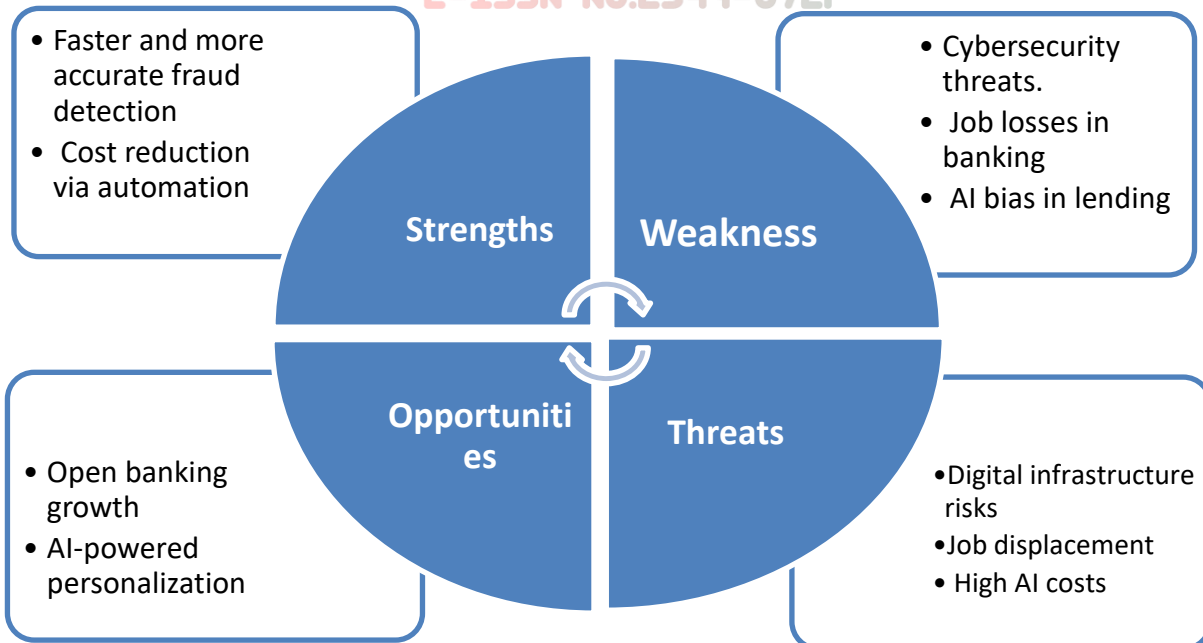 • Faster and more
accurate fraud
detection
• Cost reduction
via automation
• Cybersecurity
threats.
• Job losses in
banking
• AI bias in lending
Strengths
Weakness
Opportuniti
es
Threats
• Open banking
growth
• AI-powered
personalization
•Digital infrastructure
risks
•Job displacement
• High AI costs